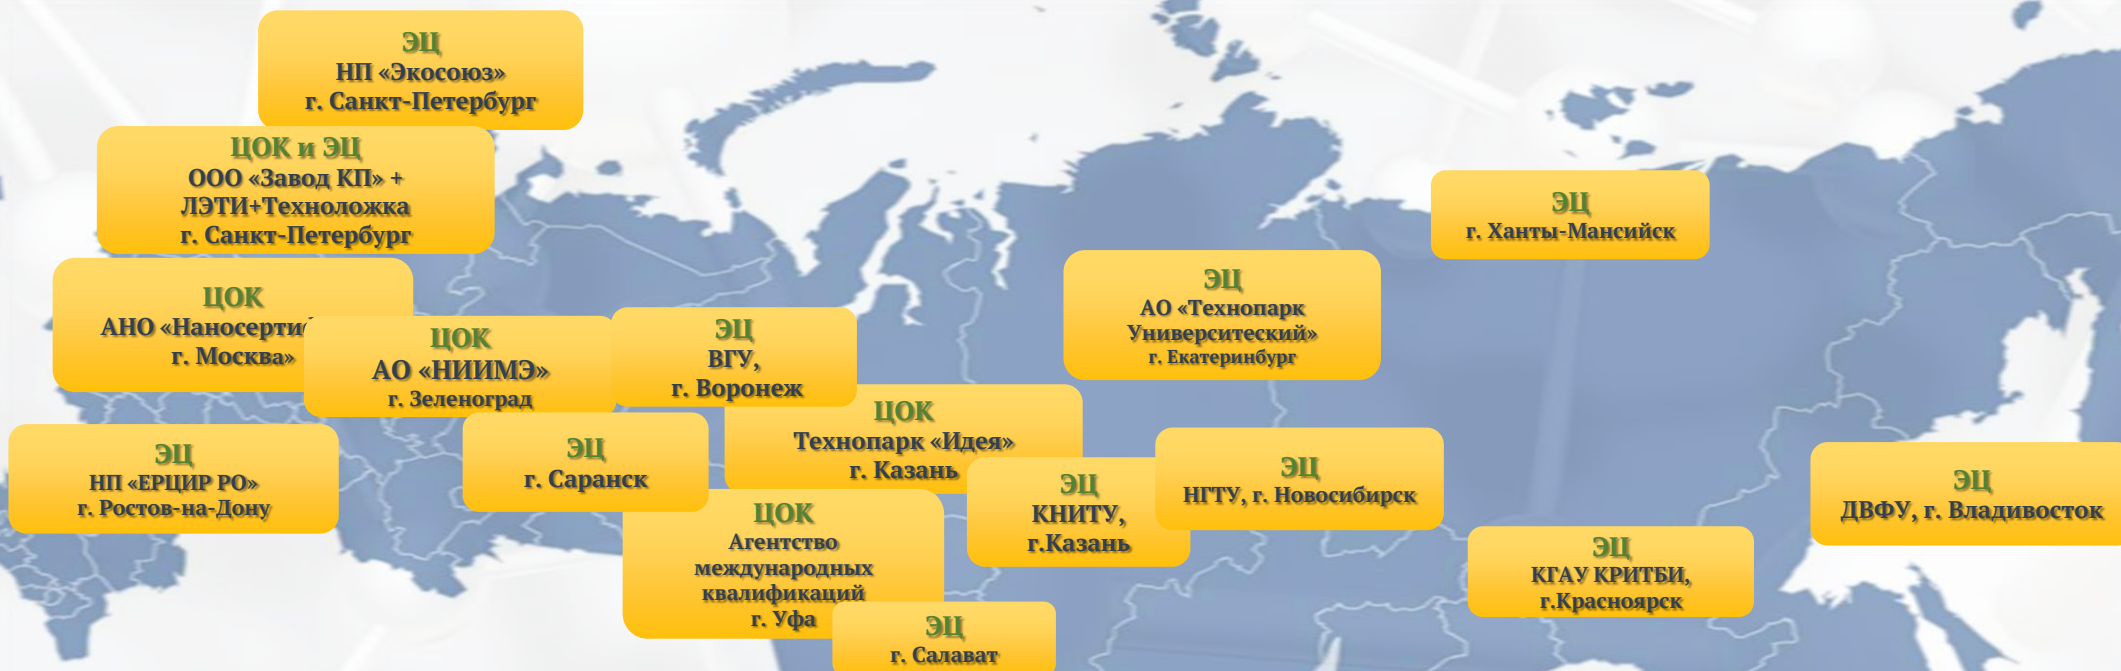 ЭЦ
НП «Экосоюз»
г. Санкт-Петербург
ЦОК и ЭЦ
ООО «Завод КП» +
ЛЭТИ+Техноложка
г. Санкт-Петербург
ЭЦ
г. Ханты-Мансийск
ЦОК
г. Москва»
ЦОК
АО «НИИМЭ»
г. Зеленоград
ЭЦ
ВГУ,
г. Воронеж
ЭЦ
АО «Технопарк
Университеский»
г. Екатеринбург
ЦОК
Технопарк «Идея»
г. Казань
ЭЦ
НП «ЕРЦИР РО»
г. Ростов-на-Дону
ЭЦ
г. Саранск
ЦОК
Агентство
международных
квалификаций
г. Уфа
ЭЦ
КНИТУ,
г.Казань
ЭЦ
НГТУ, г. Новосибирск
ЭЦ
ДВФУ, г. Владивосток
ЭЦ
КГАУ КРИТБИ,
г.Красноярск
ЭЦ
г. Салават